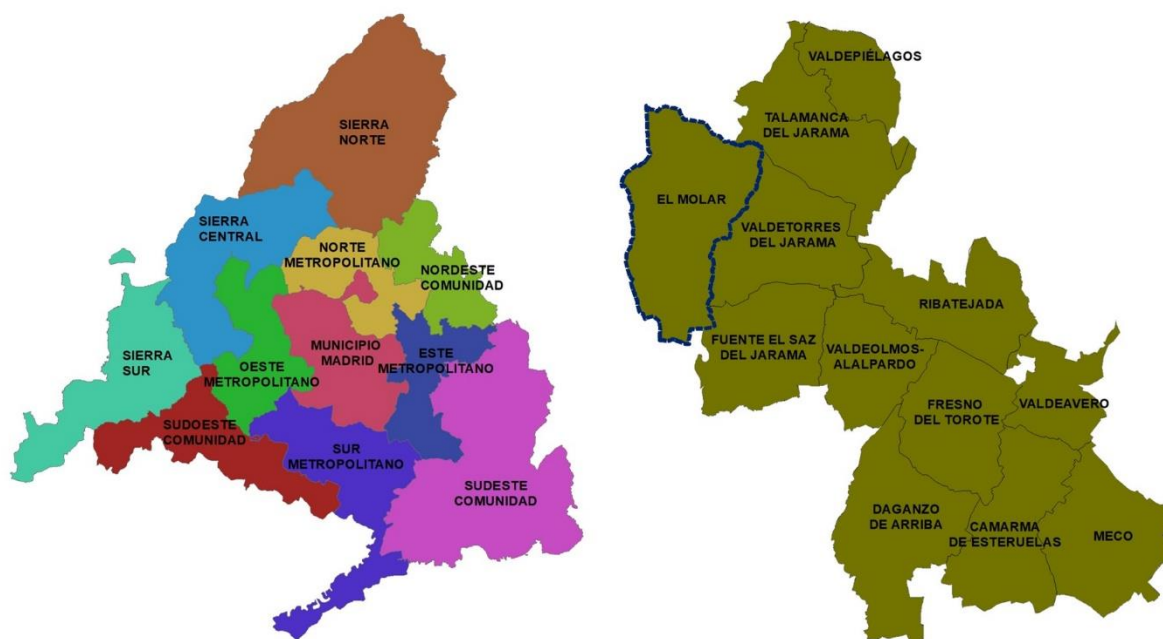 SIERRA
NORTE
SIERRA
CENTRAL
NORTE
METROPOLITANO
NORDESTE
COMUNIDAD
SIERRA
SUR
OESTE
METROPOLITANO
MUNICIPIO
MADRID
ESTE
METROPOLITANO
SUDOESTE
COMUNIDAD
SUR
METROPOLITANO
SUDESTE
COMUNIDAD
VALDEPIÉLAGOS
TALAMANCA
DEL JARAMA
EL MOLAR
VALDETORRES
DEL JARAMA
RIBATEJADA
FUENTE EL SAZ
DEL JARAMA
VALDEOLMOS-
ALALPARDO
FRESNO
DEL TOROTE
VALDEAVERO
DAGANZO
DE ARRIBA
CAMARMA
DE ESTERUELAS
MECO